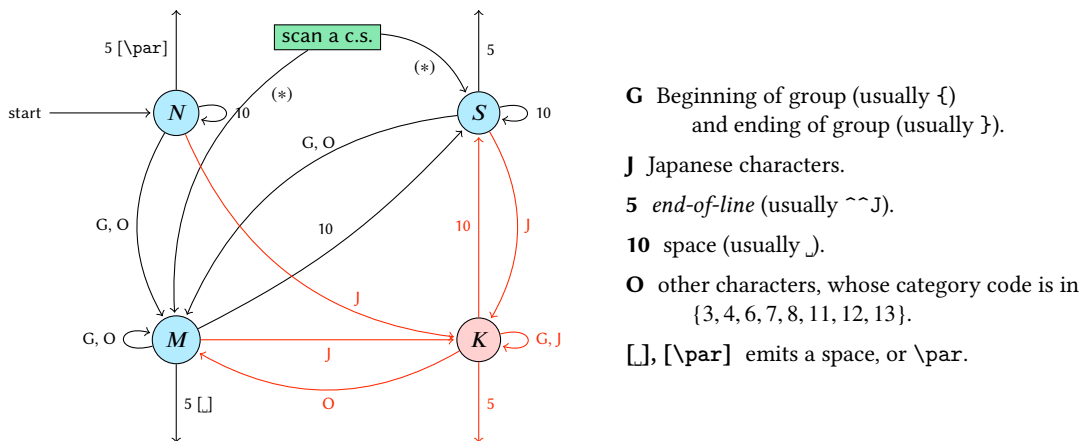 5 [\par]
scan a c.s.
5
(∗)
(∗)
start
N
10
S
10
G, O
G, O
10
10
J
J
G, O
M
J
K
G, J
O
5 [␣]
5
G Beginning of group (usually {)
and ending of group (usually }).
J Japanese characters.
5 end-of-line (usually ^^J).
10 space (usually ␣).
O other characters, whose category code is in
{3, 4, 6, 7, 8, 11, 12, 13}.
[␣], [\par] emits a space, or \par.